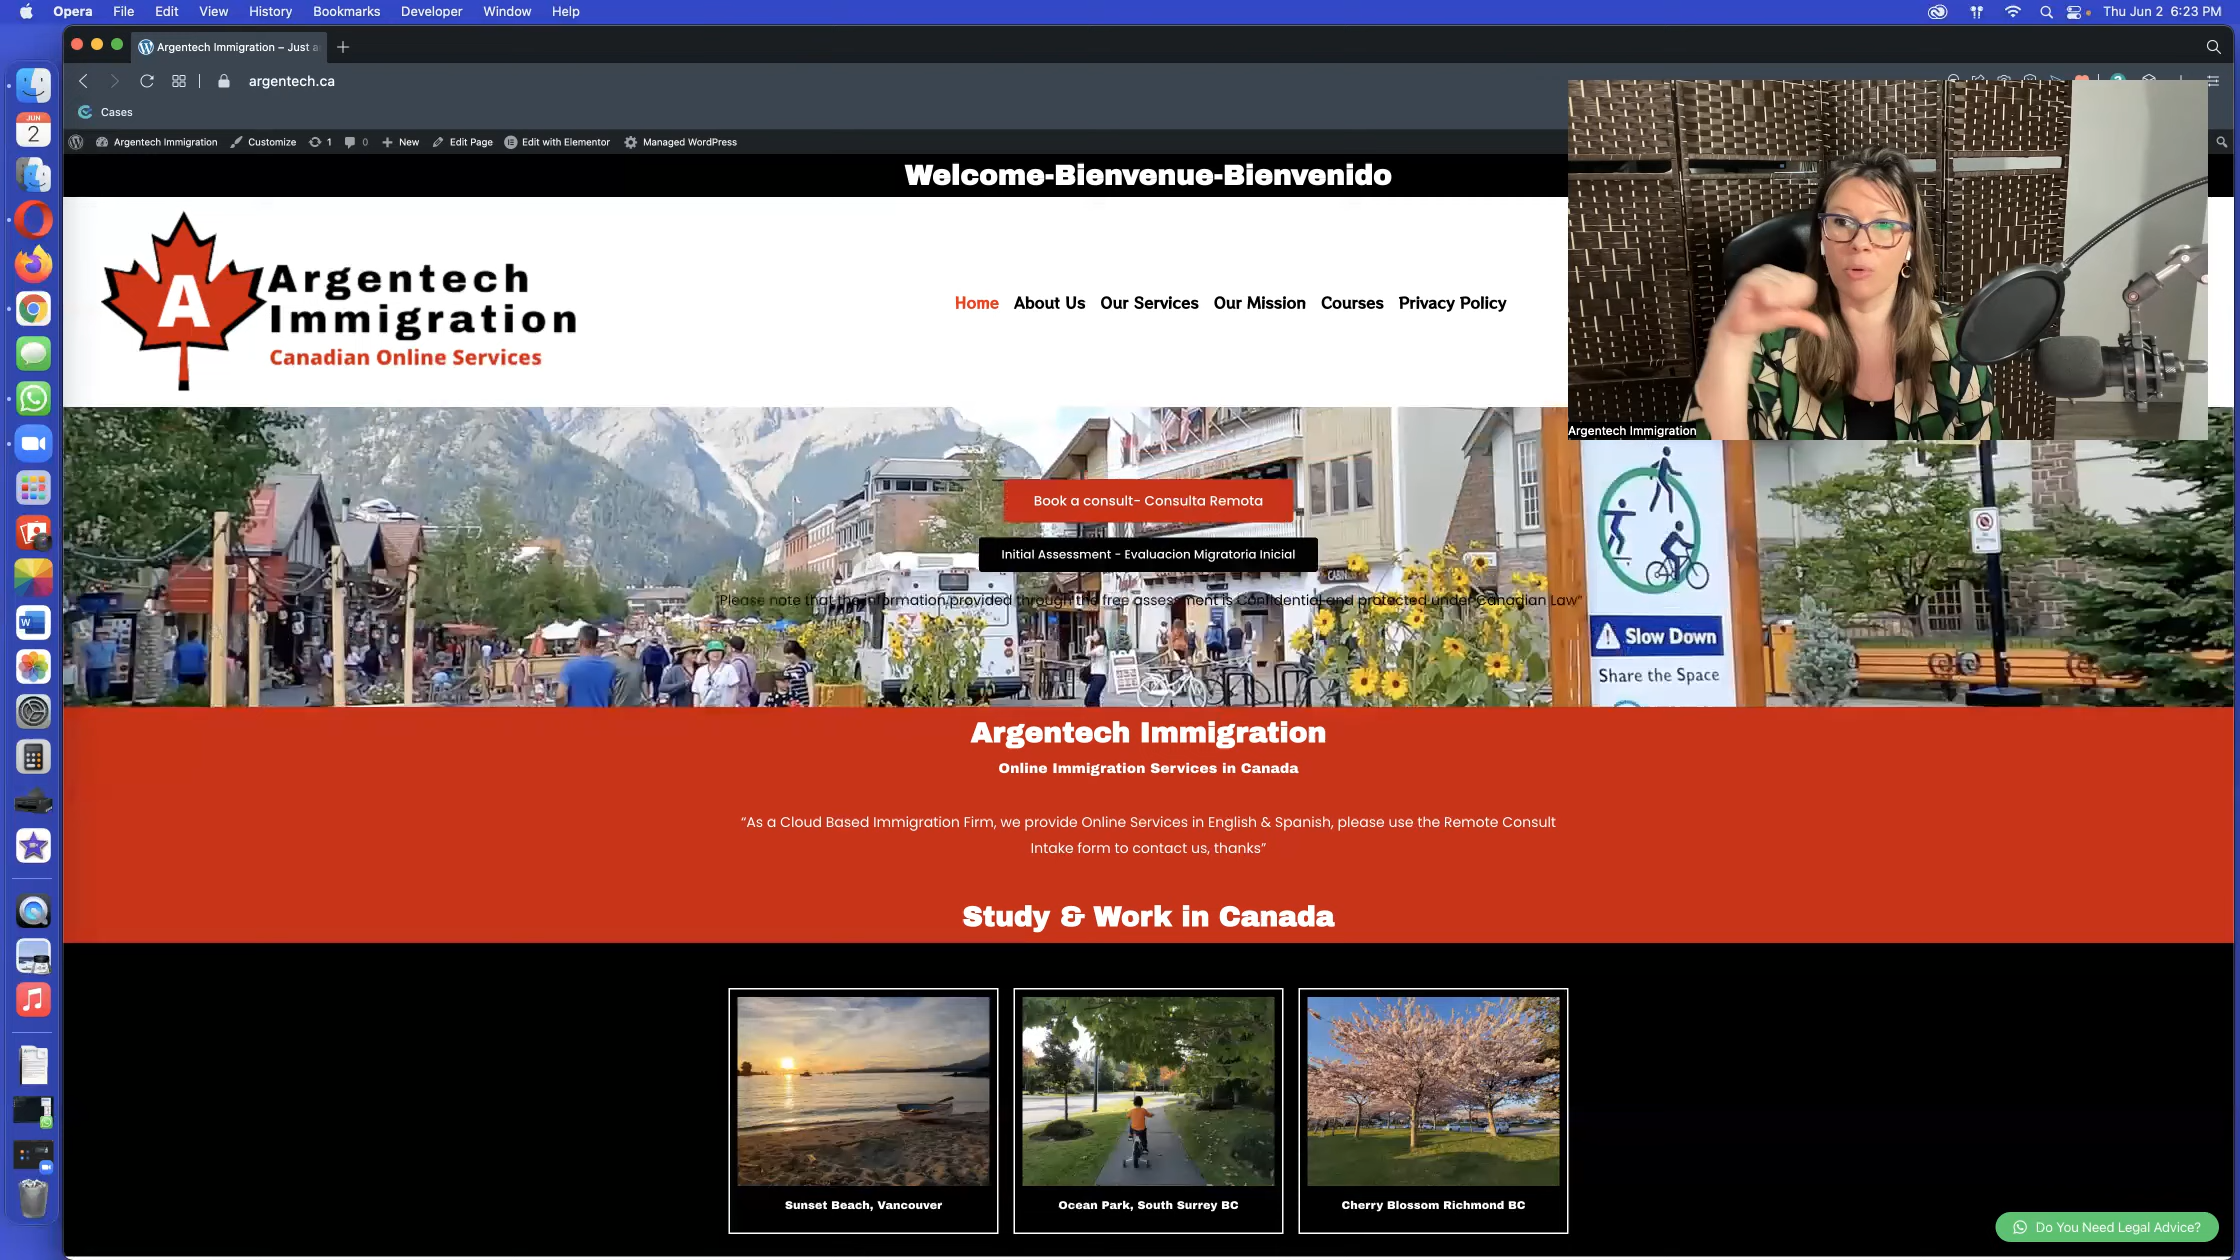 Opera File Edit View History Bookmarks Developer Window Help
Thu Jun 2 6:23 PM
Argentech Immigration – Just a
argentech.ca
Cases
Argentech Immigration Customize 1 0 New Edit Page Edit with Elementor Managed WordPress
Welcome-Bienvenue-Bienvenido
JUN
2
A
Argentech
Immigration
Canadian Online Services
Home About Us Our Services Our Mission Courses Privacy Policy
Argentech Immigration
Book a consult- Consulta Remota
Initial Assessment - Evaluacion Migratoria Inicial
"Please note that the information provided through the free assessment is Confidential and protected under Canadian Law"
Slow Down
Share the Space
W
Argentech Immigration
Online Immigration Services in Canada
“As a Cloud Based Immigration Firm, we provide Online Services in English & Spanish, please use the Remote Consult
Intake form to contact us, thanks”
Study & Work in Canada
Sunset Beach, Vancouver
Ocean Park, South Surrey BC
Cherry Blossom Richmond BC
Do You Need Legal Advice?